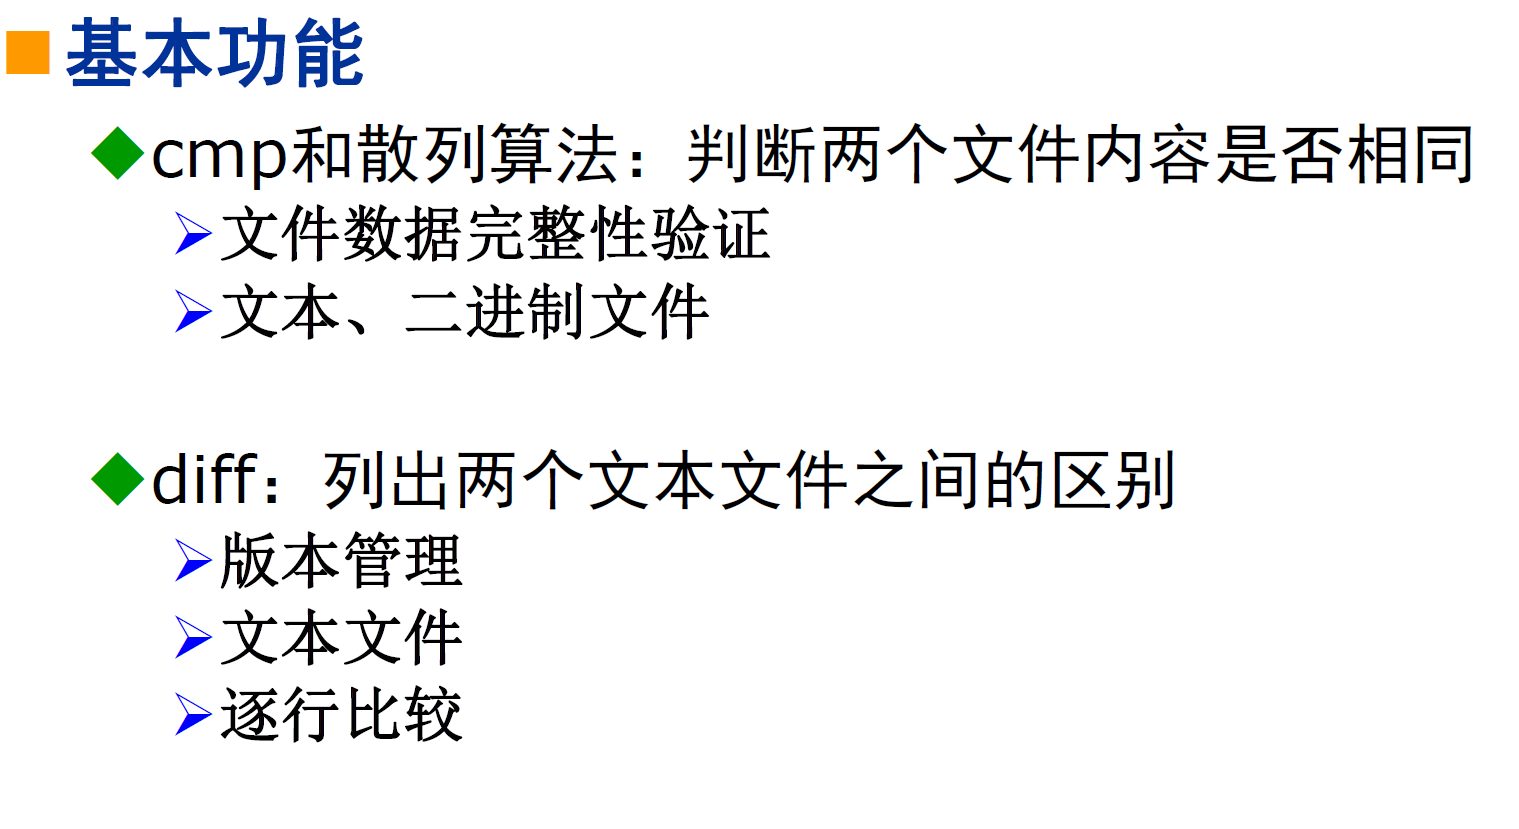 基本功能
cmp和散列算法：判断两个文件内容是否相同
文件数据完整性验证
文本、二进制文件
diff：列出两个文本文件之间的区别
版本管理
文本文件
逐行比较